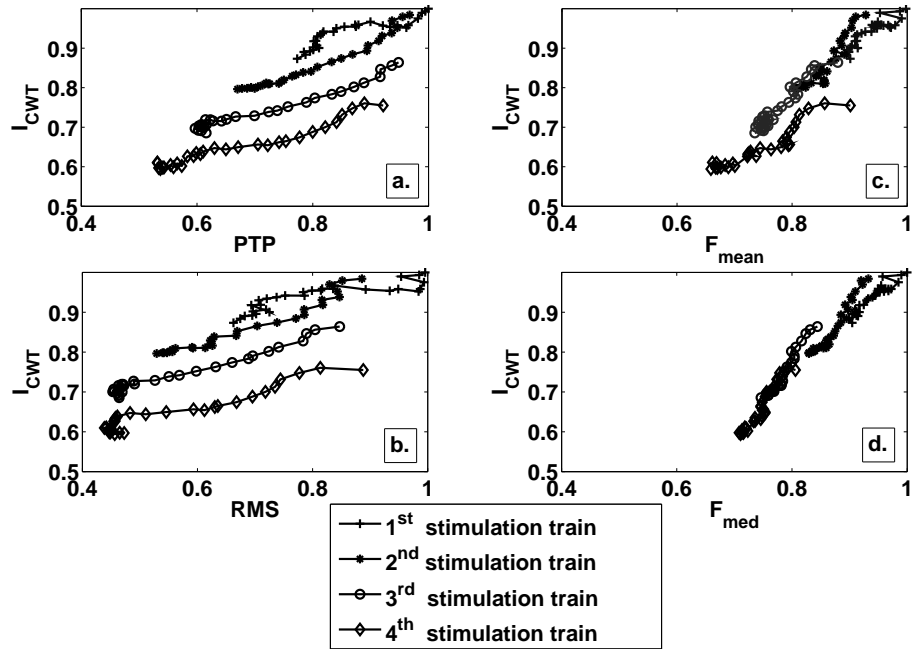 0.9
0.8
0.7
0.6
0.5
I_CWT
0.4 0.6 0.8 1
PTP
a.
0.9
0.8
0.7
0.6
0.5
I_CWT
0.4 0.6 0.8 1
F_mean
c.
0.9
0.8
0.7
0.6
0.5
I_CWT
0.4 0.6 0.8 1
RMS
b.
0.9
0.8
0.7
0.6
0.5
I_CWT
0.4 0.6 0.8 1
F_med
d.
1st stimulation train
2nd stimulation train
3rd stimulation train
4th stimulation train